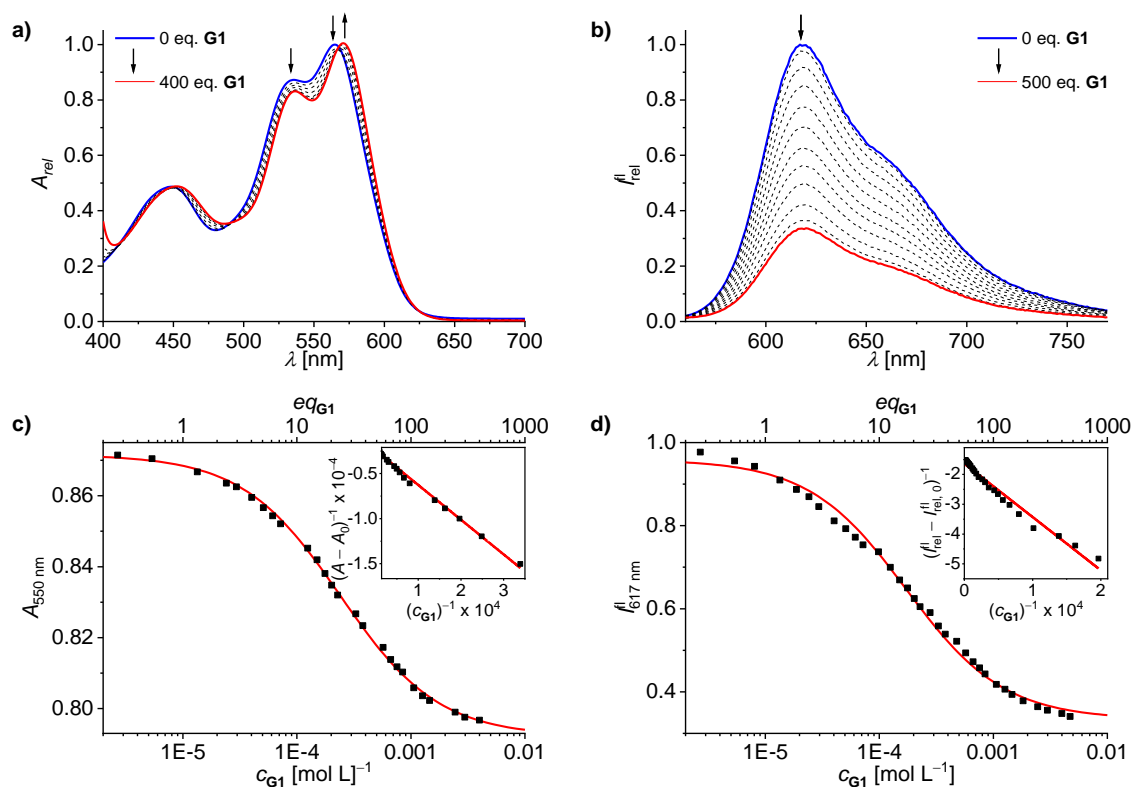 a)
0 eq. G1
400 eq. G1
1.0
0.8
0.6
0.4
0.2
0.0
A_rel
400 450 500 550 600 650 700
λ [nm]
b)
0 eq. G1
500 eq. G1
1.0
0.8
0.6
0.4
0.2
0.0
I^fl_rel
600 650 700 750
λ [nm]
c)
eq_G1
1 10 100 1000
0.86
0.84
0.82
0.80
A_550 nm
1E-5 1E-4 0.001 0.01
c_G1 [mol L]^−1
-0.5
-1.0
-1.5
(A − A_0)^−1 x 10^−4
1 2 3
(c_G1)^−1 x 10^4
d)
eq_G1
1 10 100 1000
1.0
0.8
0.6
0.4
I^fl_617 nm
1E-5 1E-4 0.001 0.01
c_G1 [mol L^−1]
-2
-3
-4
-5
(I^fl_rel − I^fl_rel, 0)^−1
0 1 2
(c_G1)^−1 x 10^4